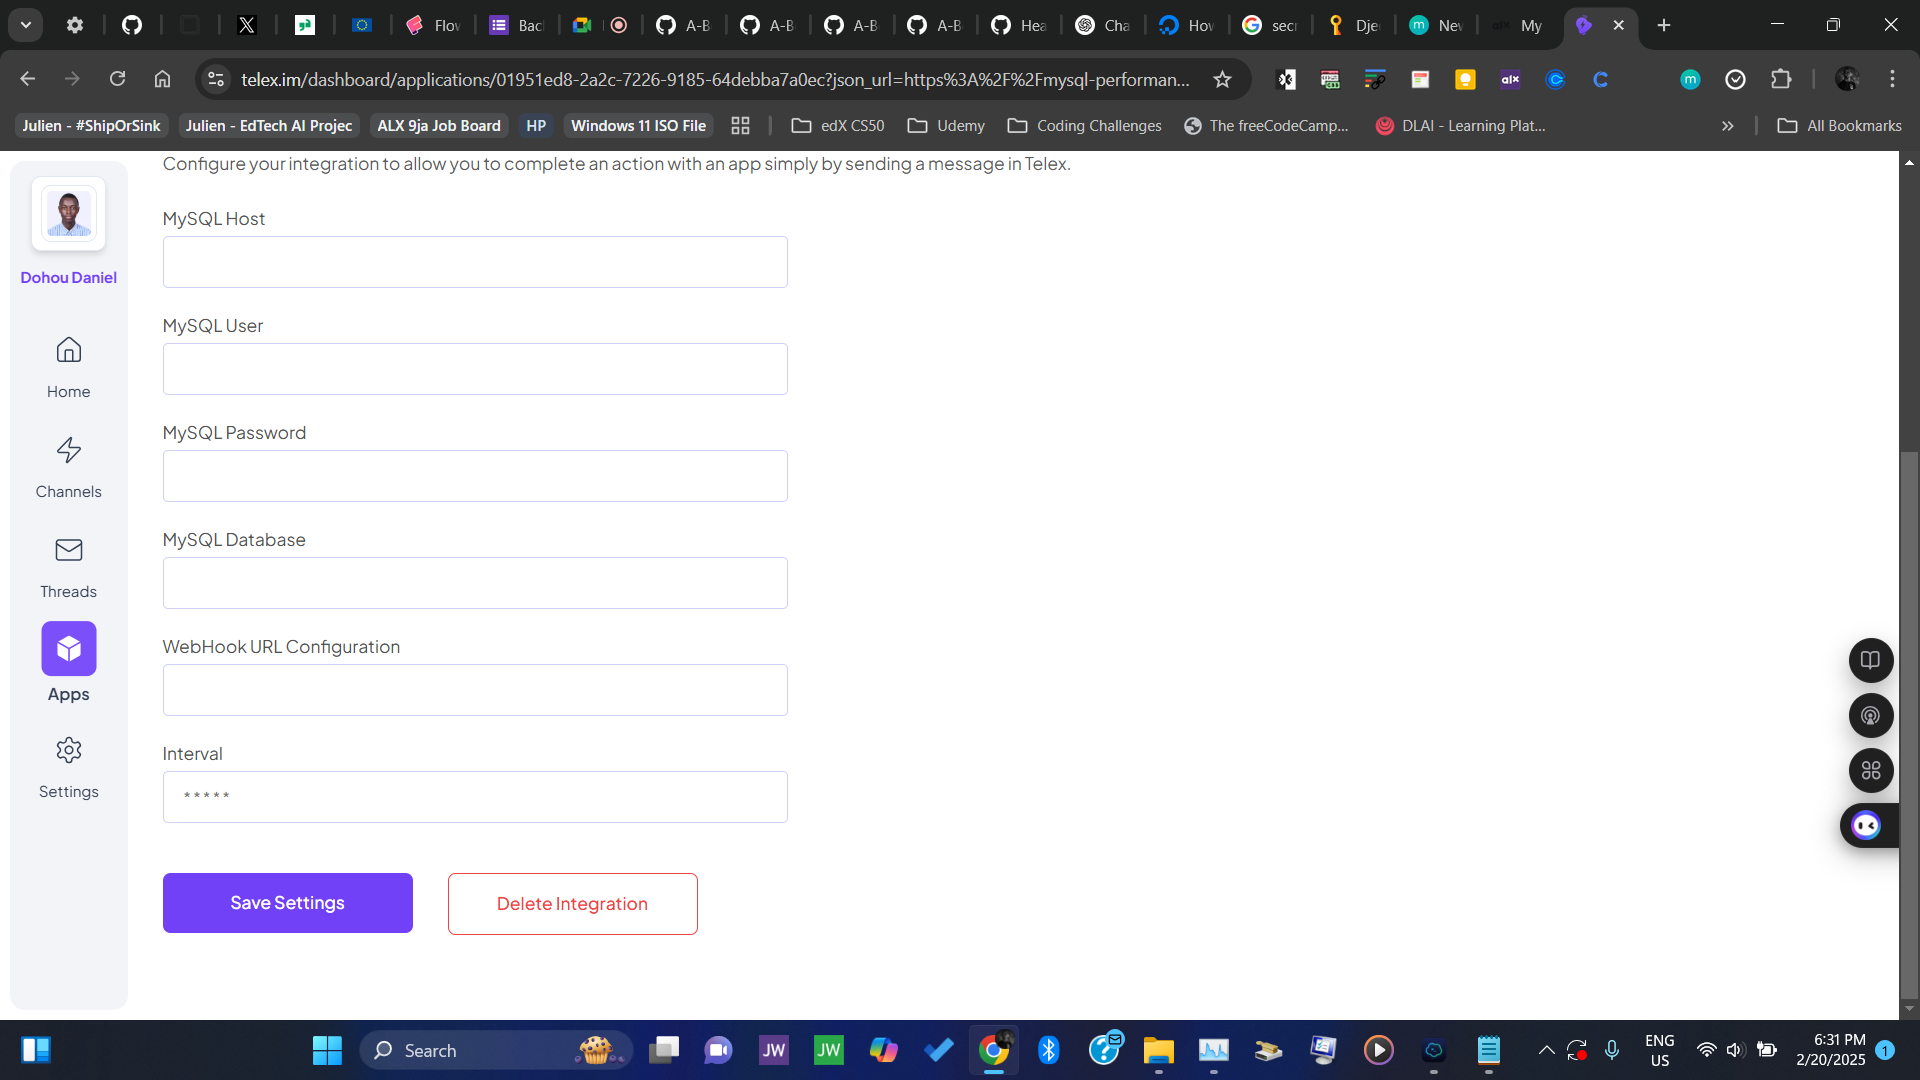 Flow
Bac
A-B
A-B
A-B
A-B
Hea
Cha
How
secr
Dje
New
My
telex.im/dashboard/applications/01951ed8-2a2c-7226-9185-64debba7a0ec?json_url=https%3A%2F%2Fmysql-performan...
Julien - #ShipOrSink
Julien - EdTech AI Projec
ALX 9ja Job Board
HP
Windows 11 ISO File
edX CS50
Udemy
Coding Challenges
The freeCodeCamp...
DLAI - Learning Plat...
All Bookmarks
Configure your integration to allow you to complete an action with an app simply by sending a message in Telex.
Dohou Daniel
Home
Channels
Threads
Apps
Settings
MySQL Host
MySQL User
MySQL Password
MySQL Database
WebHook URL Configuration
Interval
* * * * *
Save Settings
Delete Integration
Search
JW
JW
ENG
US
6:31 PM
2/20/2025
1